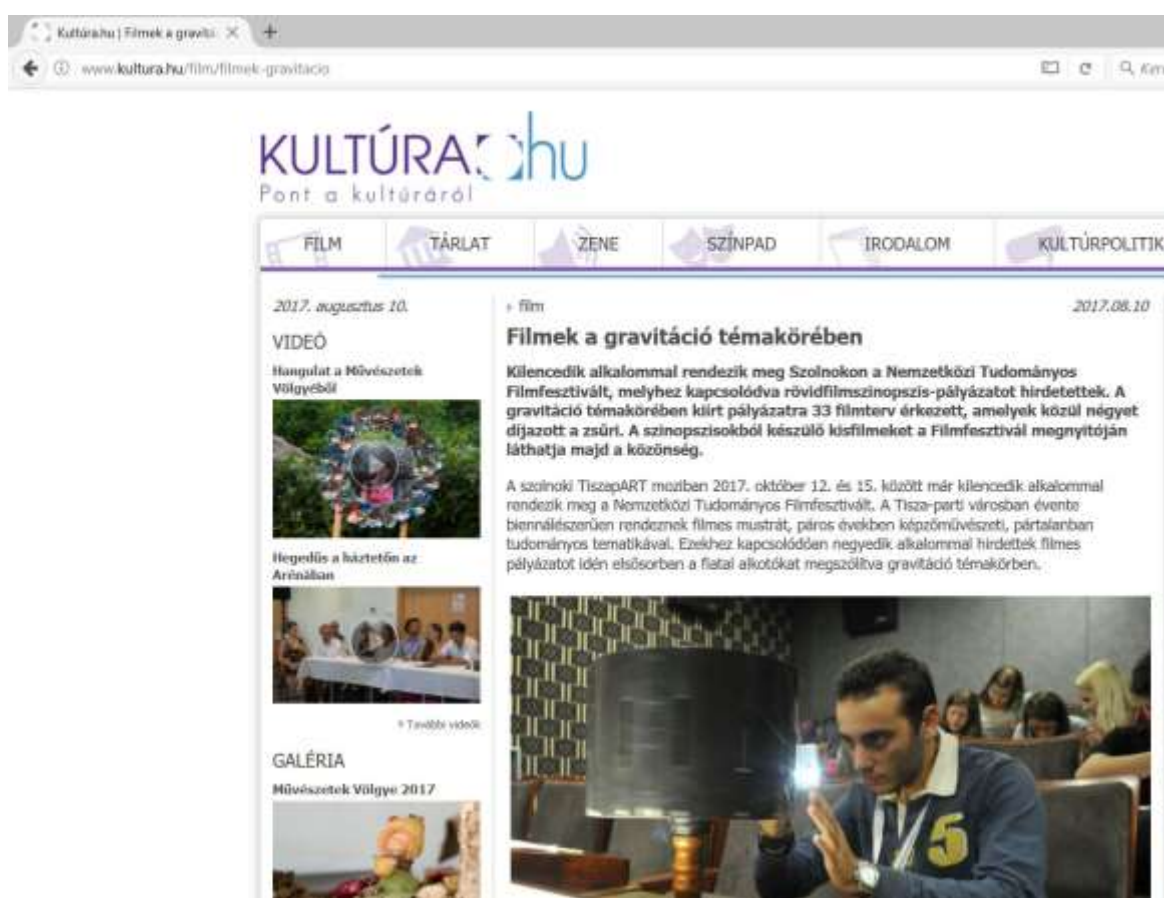 Kultúra.hu | Filmek a gravitá
www.kultura.hu/film/filmek-gravitacio
KULTÚRA.hu
Pont a kultúráról
FILM TÁRLAT ZENE SZÍNPAD IRODALOM KULTÚRPOLITIK
2017. augusztus 10.
VIDEÓ
Hangulat a Művészetek
Völgyéből
Hegedűs a háztetőn az
Arénában
» További videók
GALÉRIA
Művészetek Völgye 2017
› film 2017.08.10
Filmek a gravitáció témakörében
Kilencedik alkalommal rendezik meg Szolnokon a Nemzetközi Tudományos
Filmfesztivált, melyhez kapcsolódva rövidfilmszinopszis-pályázatot hirdetettek. A
gravitáció témakörében kiírt pályázatra 33 filmterv érkezett, amelyek közül négyet
díjazott a zsűri. A szinopszisokból készülő kisfilmeket a Filmfesztivál megnyitóján
láthatja majd a közönség.
A szolnoki TiszapART moziban 2017. október 12. és 15. között már kilencedik alkalommal
rendezik meg a Nemzetközi Tudományos Filmfesztivált. A Tisza-parti városban évente
biennálészerűen rendeznek filmes mustrát, páros években képzőművészeti, pártalanban
tudományos tematikával. Ezekhez kapcsolódóan negyedik alkalommal hirdettek filmes
pályázatot idén elsősorban a fiatal alkotókat megszólítva gravitáció témakörben.
5